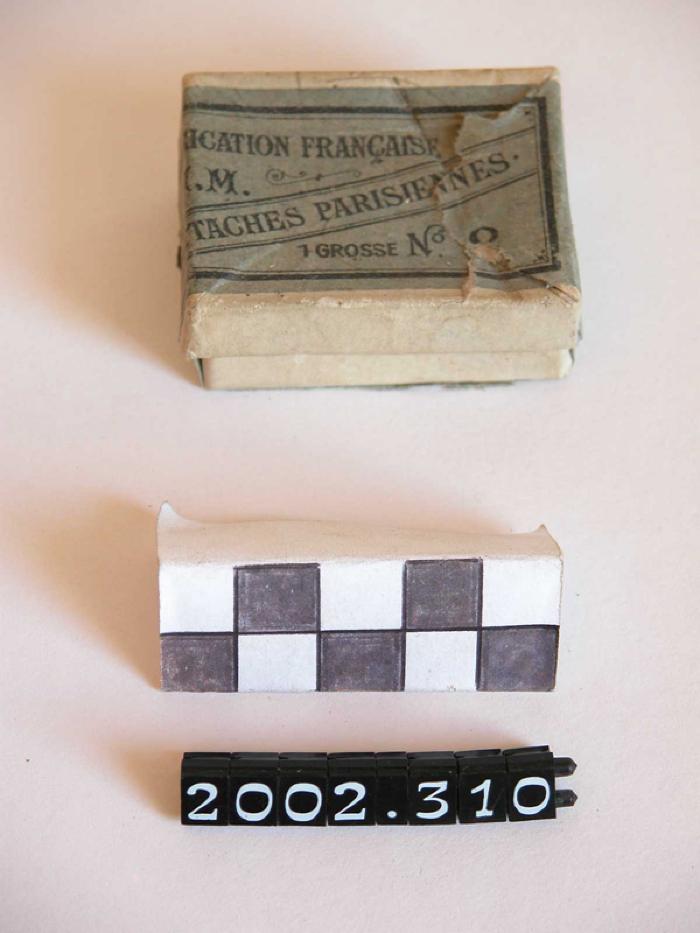 ICATION FRANÇAISE
.M.
TACHES PARISIENNES.
1 GROSSE No.
2002.310